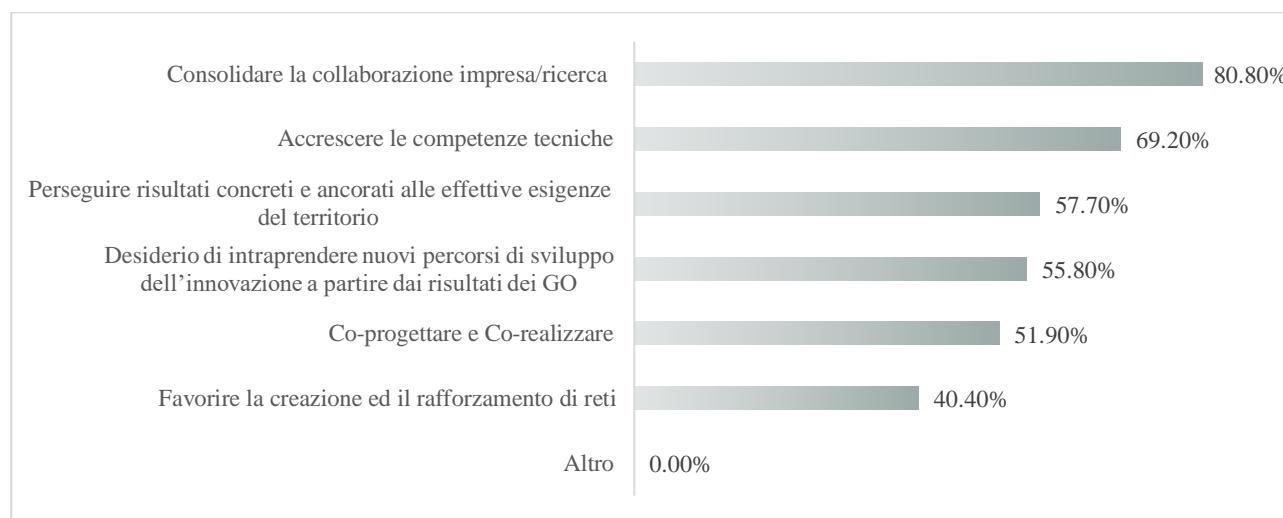 Consolidare la collaborazione impresa/ricerca 80.80%
Accrescere le competenze tecniche 69.20%
Perseguire risultati concreti e ancorati alle effettive esigenze
del territorio 57.70%
Desiderio di intraprendere nuovi percorsi di sviluppo
dell’innovazione a partire dai risultati dei GO 55.80%
Co-progettare e Co-realizzare 51.90%
Favorire la creazione ed il rafforzamento di reti 40.40%
Altro 0.00%